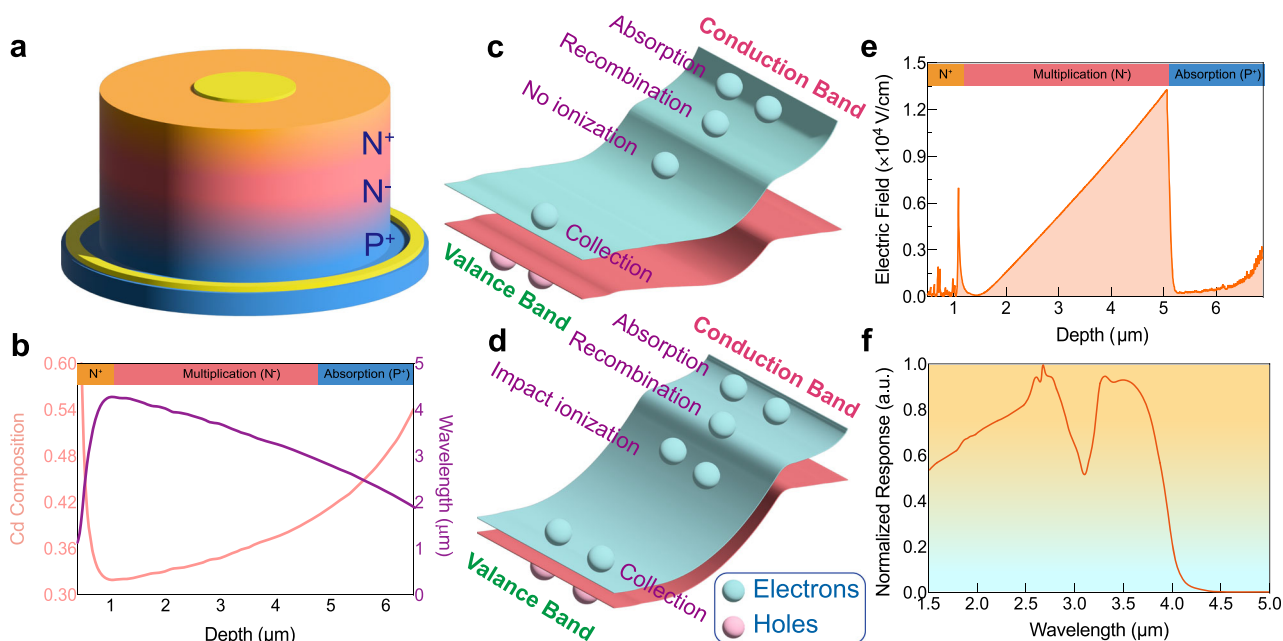 a
N⁺
N⁻
P⁺
b
0.60
0.54
0.48
0.42
0.36
0.30
Cd Composition
N⁺
Multiplication (N⁻)
Absorption (P⁺)
5
4
3
2
1
0
Wavelength (μm)
1
2
3
4
5
6
Depth (μm)
c
Absorption
Recombination
No ionization
Collection
Conduction Band
Valance Band
d
Absorption
Recombination
Impact ionization
Collection
Conduction Band
Valance Band
Electrons
Holes
e
1.5
1.2
0.9
0.6
0.3
0.0
Electric Field (×10⁴ V/cm)
N⁺
Multiplication (N⁻)
Absorption (P⁺)
1
2
3
4
5
6
Depth (μm)
f
1.0
0.8
0.6
0.4
0.2
0.0
Normalized Response (a.u.)
1.5
2.0
2.5
3.0
3.5
4.0
4.5
5.0
Wavelength (μm)